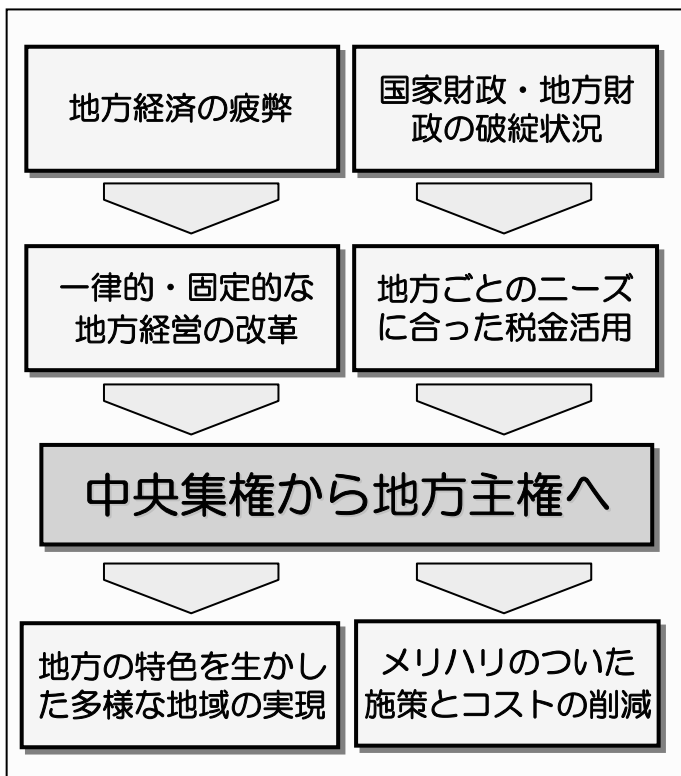 地方経済の疲弊
国家財政・地方財
政の破綻状況
一律的・固定的な
地方経営の改革
地方ごとのニーズ
に合った税金活用
中央集権から地方主権へ
地方の特色を生かし
た多様な地域の実現
メリハリのついた
施策とコストの削減